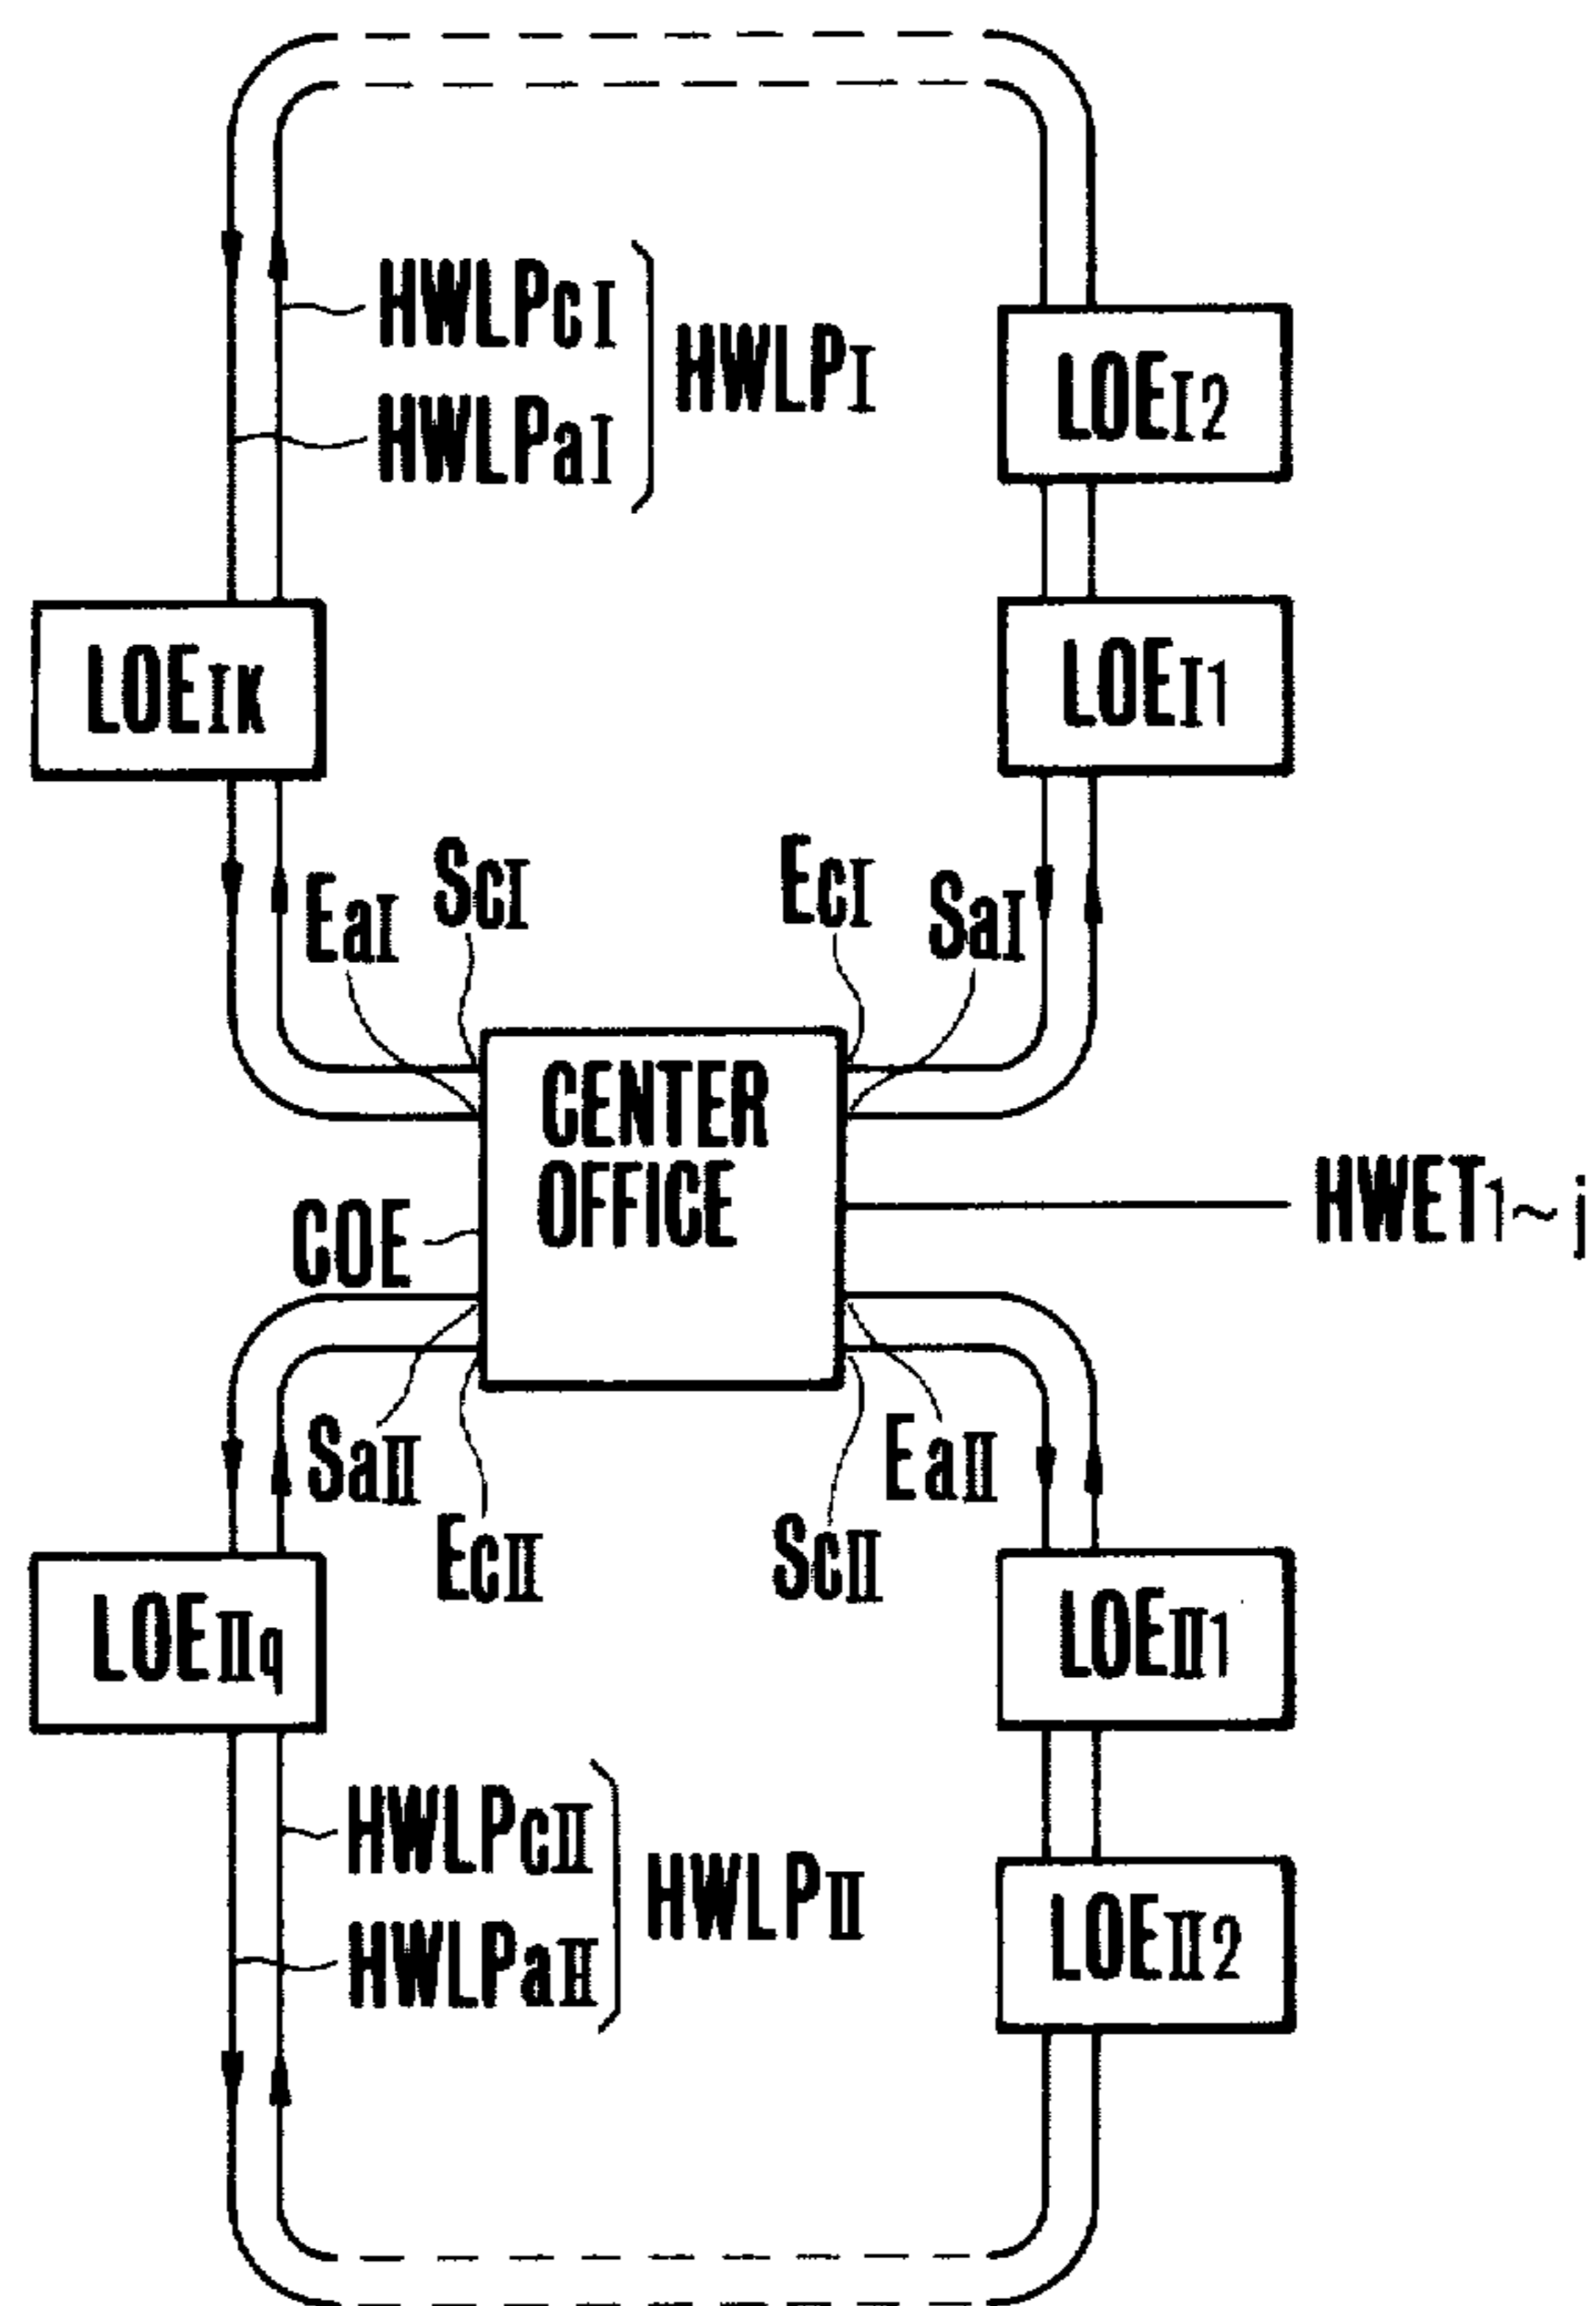 HWLPcI
HWLPI
HWLPaI
LOEI2
LOEIK
LOEI1
EaI
ScI
EcI
SaI
CENTER
OFFICE
COE
HWET1~j
SaII
EcII
ScII
EaII
LOEIIq
LOEII1
HWLPcII
HWLPII
HWLPaII
LOEII2